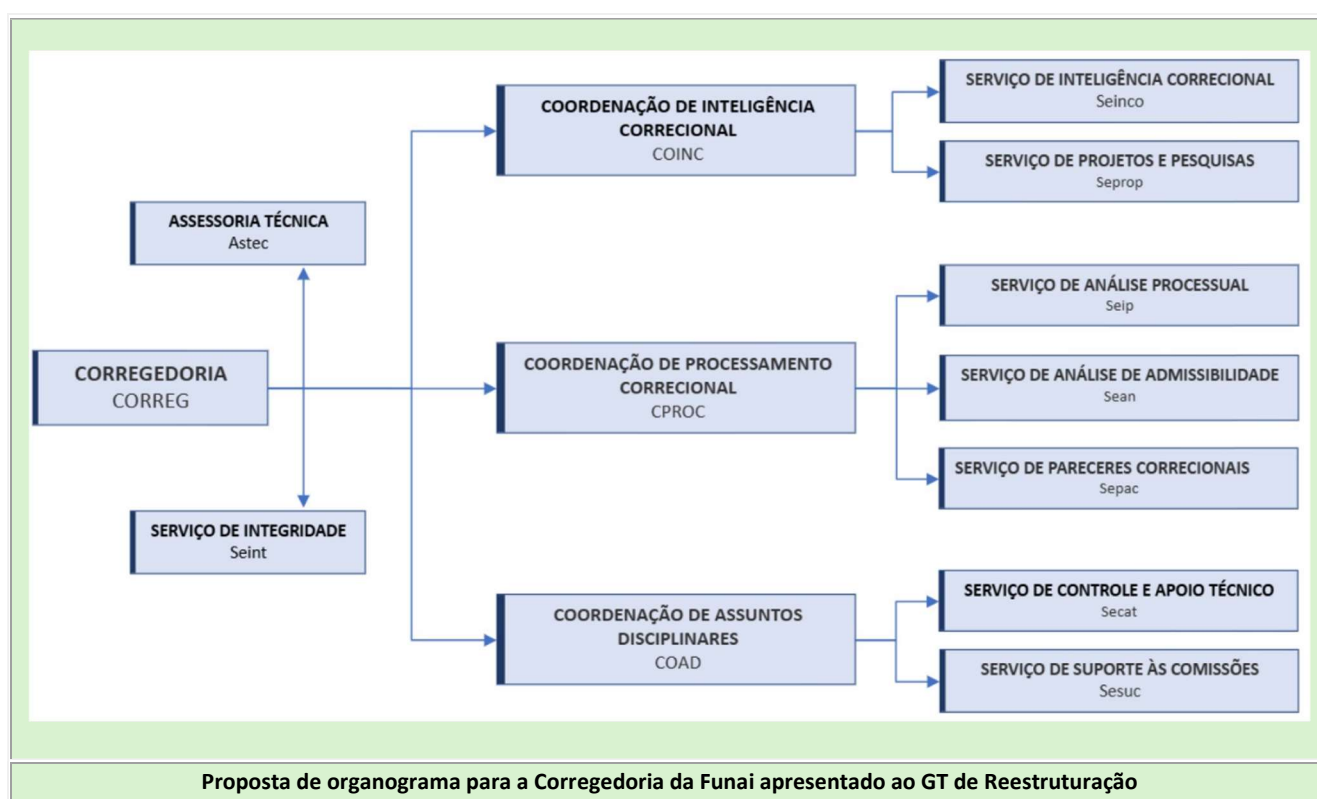 ASSESSORIA TÉCNICA
Astec
CORREGEDORIA
CORREG
SERVIÇO DE INTEGRIDADE
Seint
COORDENAÇÃO DE INTELIGÊNCIA
CORRECIONAL
COINC
COORDENAÇÃO DE PROCESSAMENTO
CORRECIONAL
CPROC
COORDENAÇÃO DE ASSUNTOS
DISCIPLINARES
COAD
SERVIÇO DE INTELIGÊNCIA CORRECIONAL
Seinco
SERVIÇO DE PROJETOS E PESQUISAS
Seprop
SERVIÇO DE ANÁLISE PROCESSUAL
Seip
SERVIÇO DE ANÁLISE DE ADMISSIBILIDADE
Sean
SERVIÇO DE PARECERES CORRECIONAIS
Sepac
SERVIÇO DE CONTROLE E APOIO TÉCNICO
Secat
SERVIÇO DE SUPORTE ÀS COMISSÕES
Sesuc
Proposta de organograma para a Corregedoria da Funai apresentado ao GT de Reestruturação